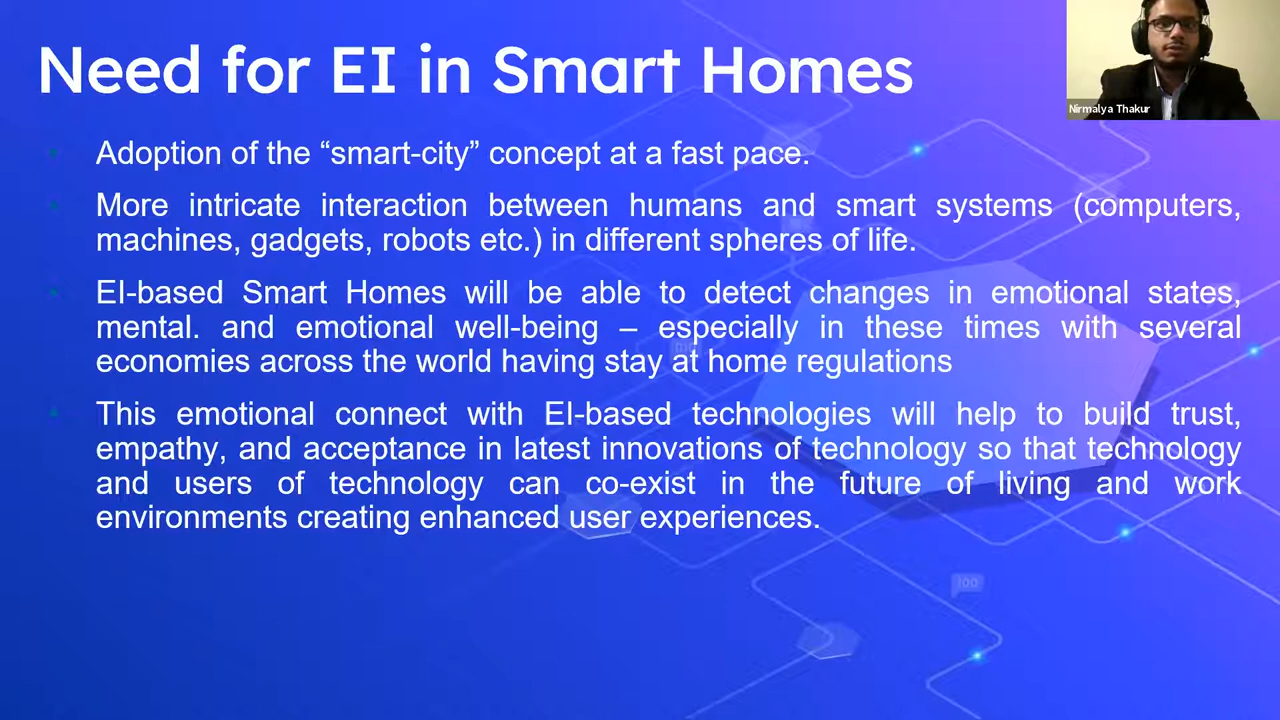 Need for EI in Smart Homes
Nirmalya Thakur
Adoption of the “smart-city” concept at a fast pace.
More intricate interaction between humans and smart systems (computers,
machines, gadgets, robots etc.) in different spheres of life.
EI-based Smart Homes will be able to detect changes in emotional states,
mental. and emotional well-being – especially in these times with several
economies across the world having stay at home regulations
This emotional connect with EI-based technologies will help to build trust,
empathy, and acceptance in latest innovations of technology so that technology
and users of technology can co-exist in the future of living and work
environments creating enhanced user experiences.